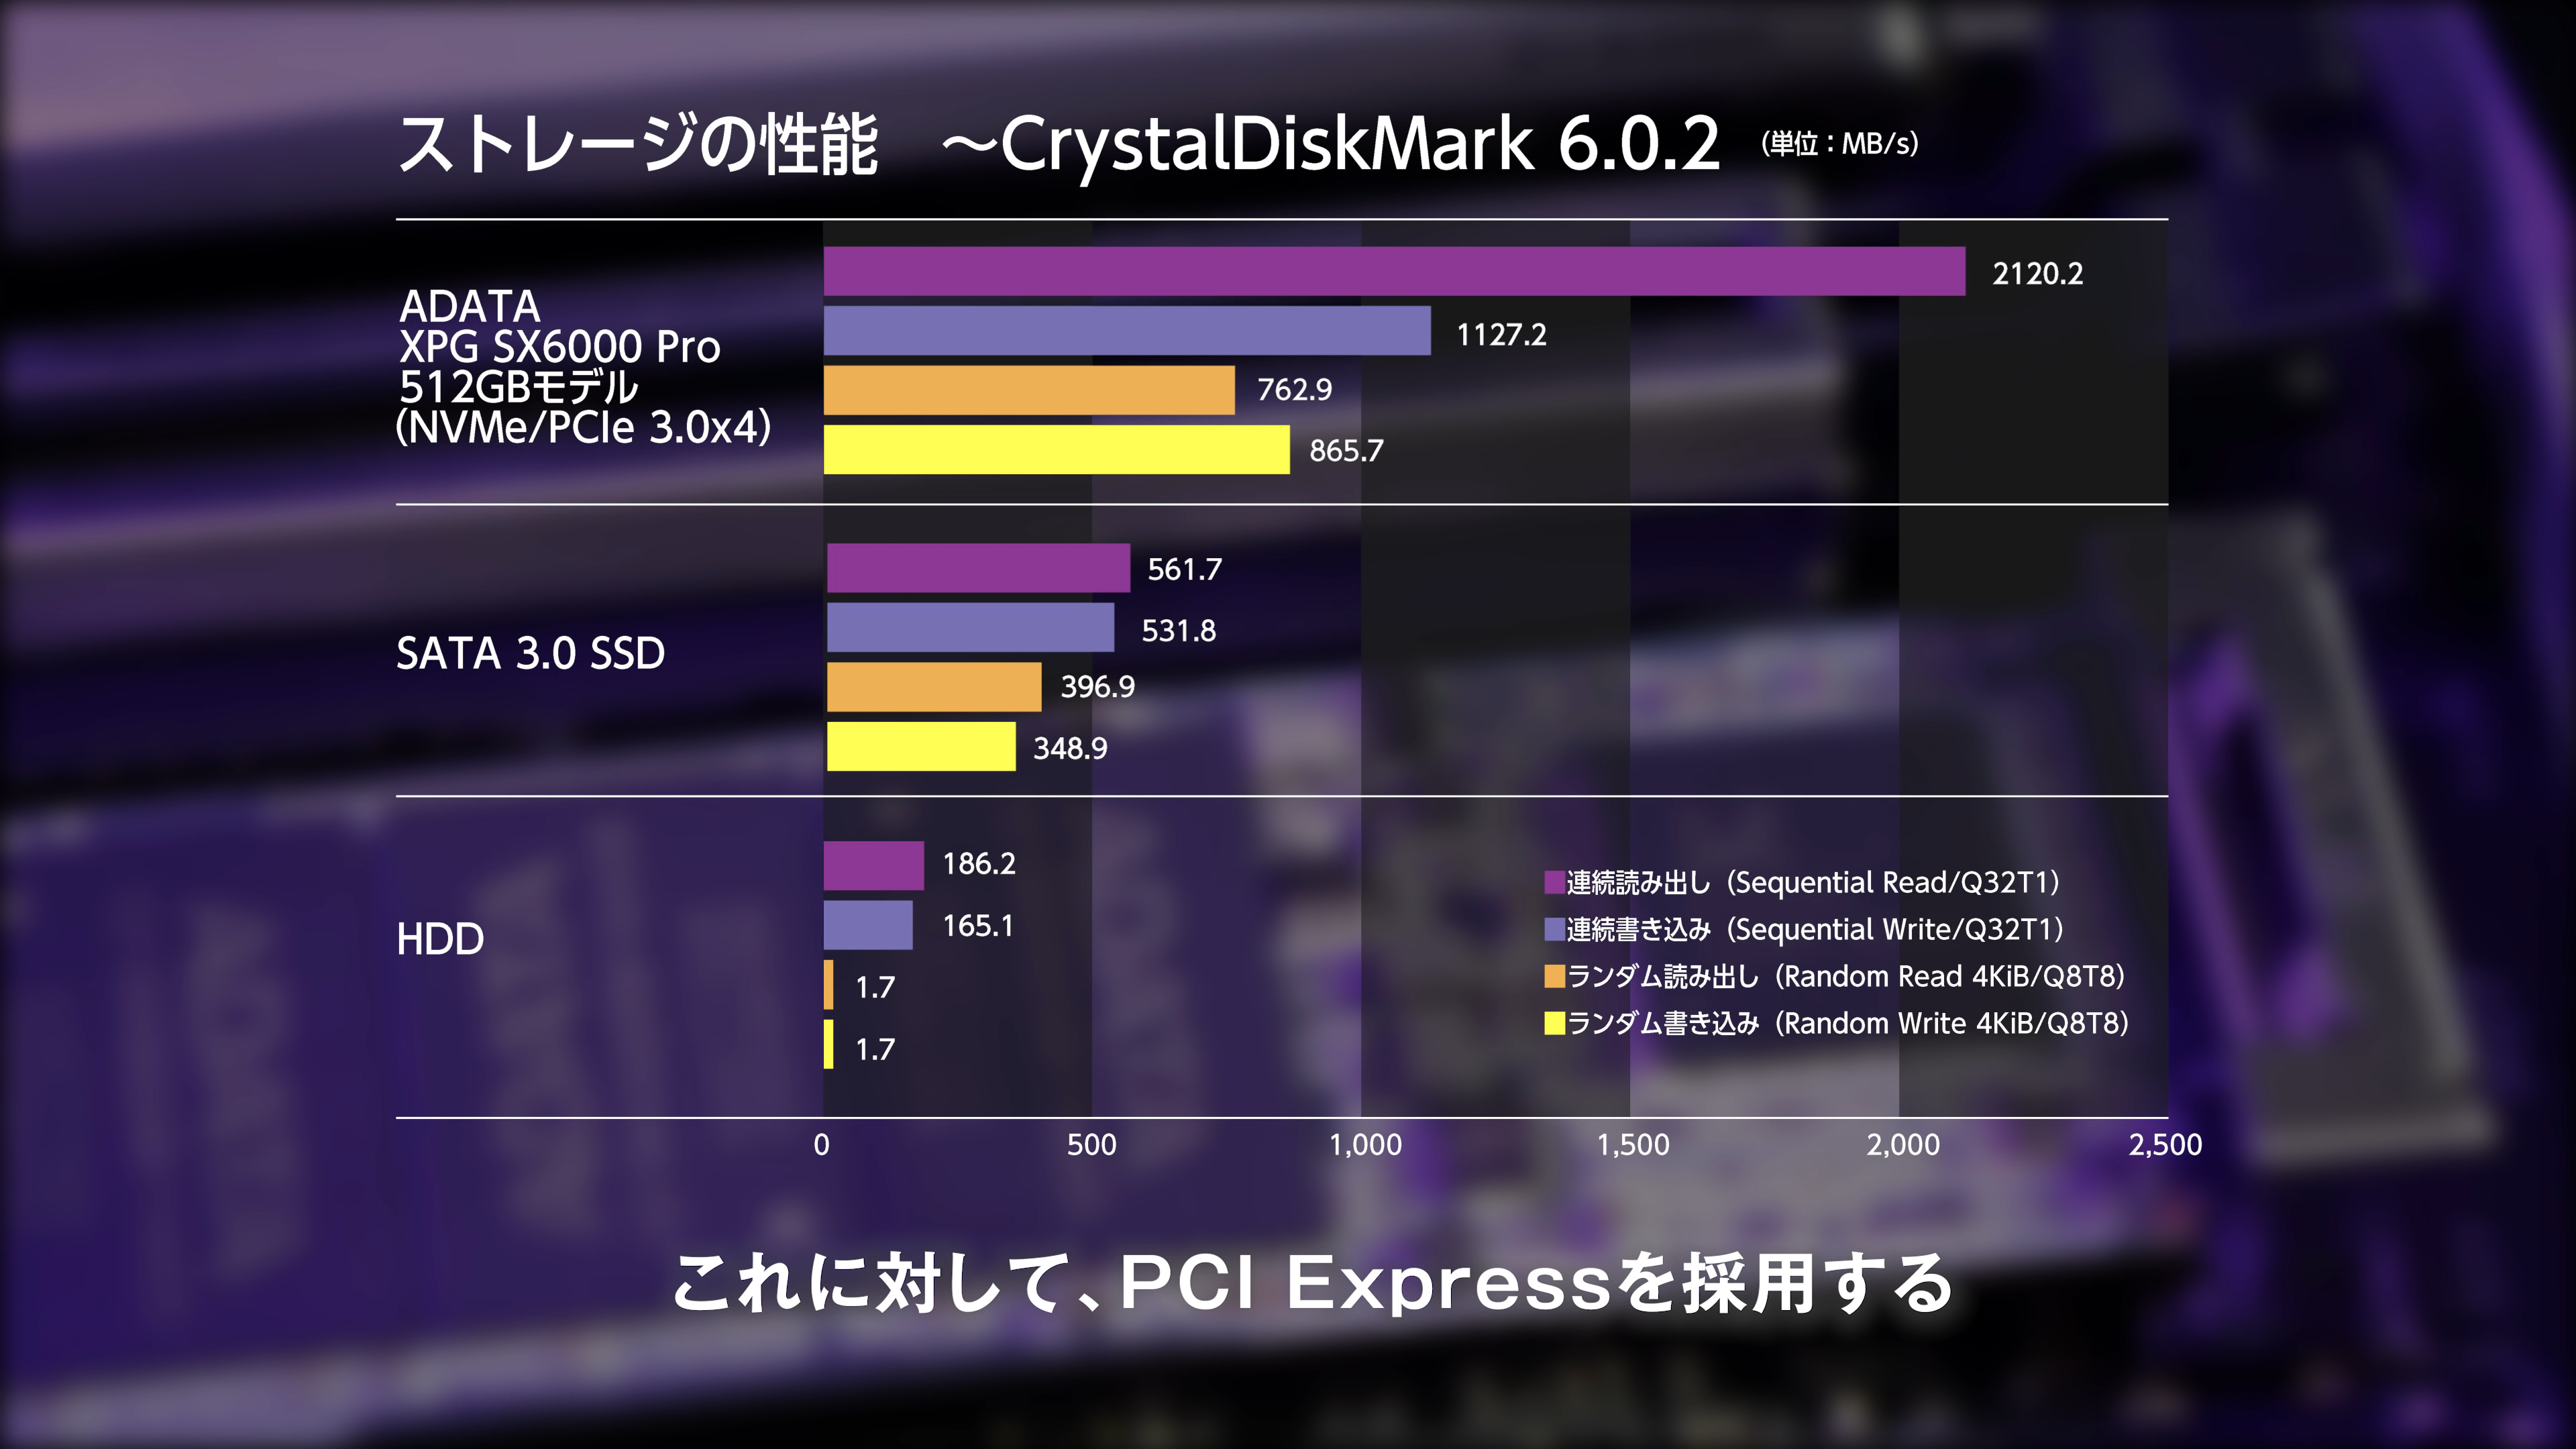 ストレージの性能　～CrystalDiskMark 6.0.2　(単位：MB/s)
ADATA
XPG SX6000 Pro
512GBモデル
(NVMe/PCIe 3.0x4)
2120.2
1127.2
762.9
865.7
SATA 3.0 SSD
561.7
531.8
396.9
348.9
HDD
186.2
165.1
1.7
1.7
連続読み出し（Sequential Read/Q32T1）
連続書き込み（Sequential Write/Q32T1）
ランダム読み出し（Random Read 4KiB/Q8T8）
ランダム書き込み（Random Write 4KiB/Q8T8）
0 500 1,000 1,500 2,000 2,500
これに対して、PCI Expressを採用する